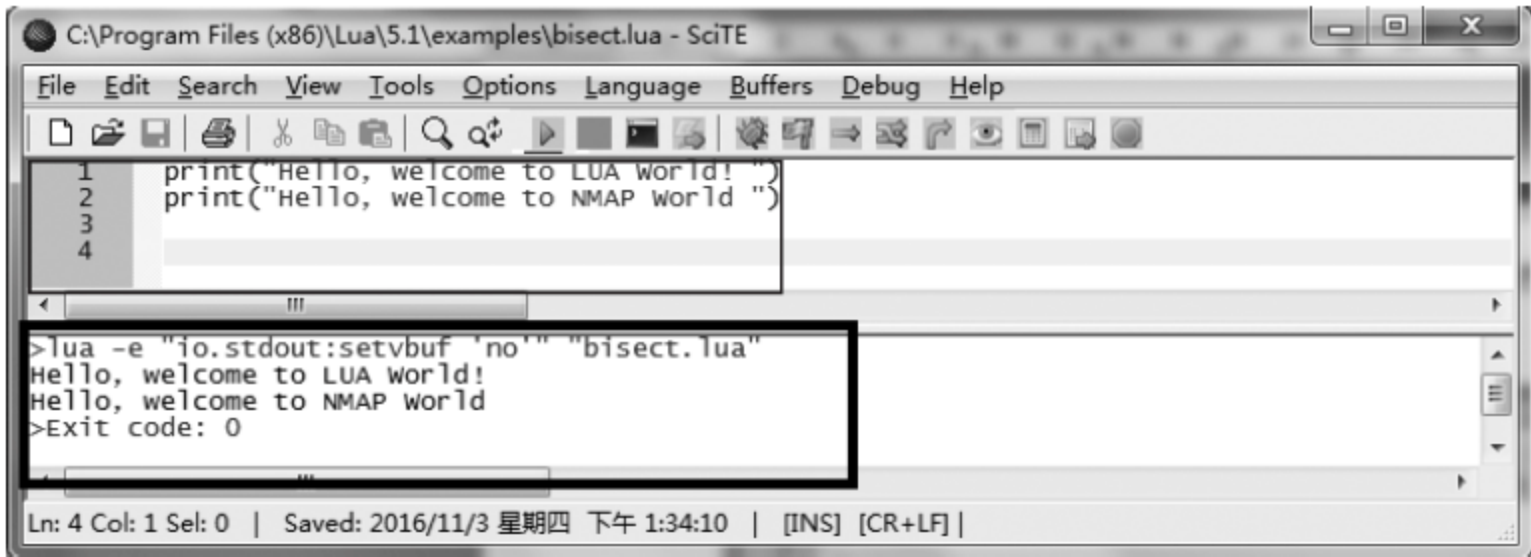 C:\Program Files (x86)\Lua\5.1\examples\bisect.lua - SciTE
File Edit Search View Tools Options Language Buffers Debug Help
1 print("Hello, welcome to LUA World! ")
2 print("Hello, welcome to NMAP World ")
3
4
>lua -e "io.stdout:setvbuf 'no'" "bisect.lua"
Hello, welcome to LUA World!
Hello, welcome to NMAP World
>Exit code: 0
Ln: 4 Col: 1 Sel: 0 | Saved: 2016/11/3 星期四 下午 1:34:10 | [INS] [CR+LF] |